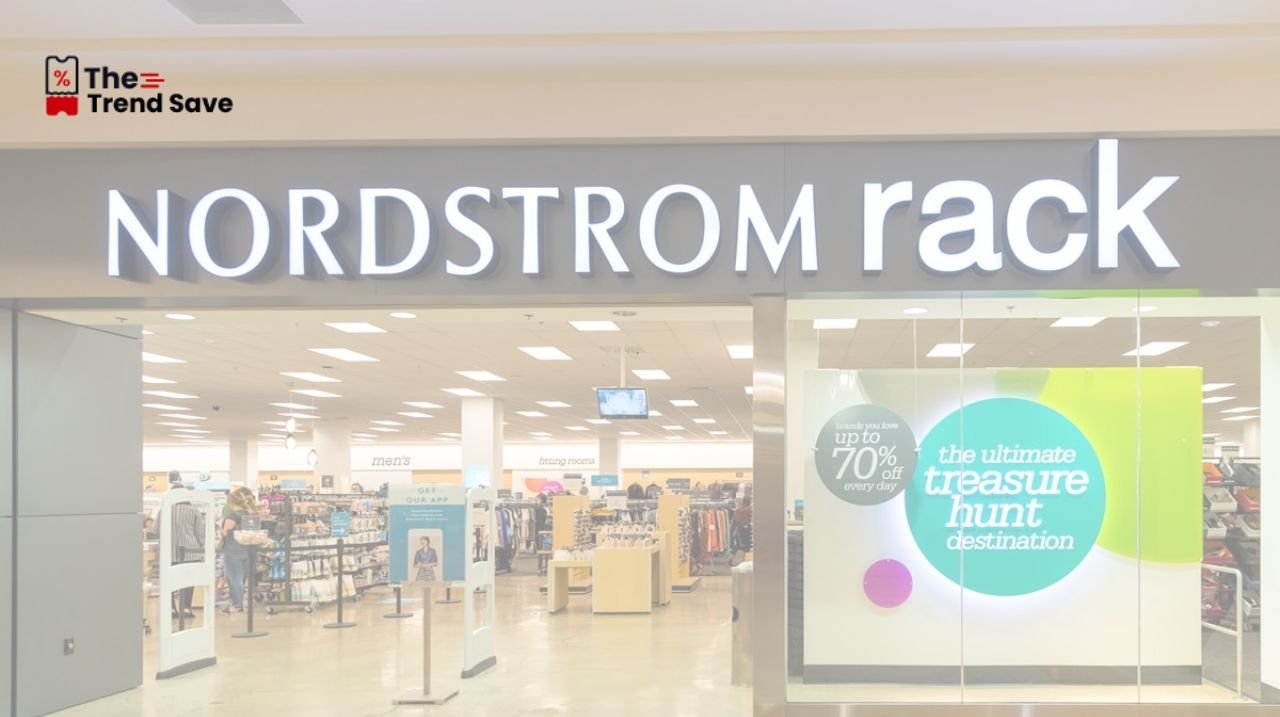 %
The
Trend Save
NORDSTROM rack
men's
fitting rooms
GET
OUR APP
brands you love
up to
70%
off
every day
the ultimate
treasure
hunt
destination